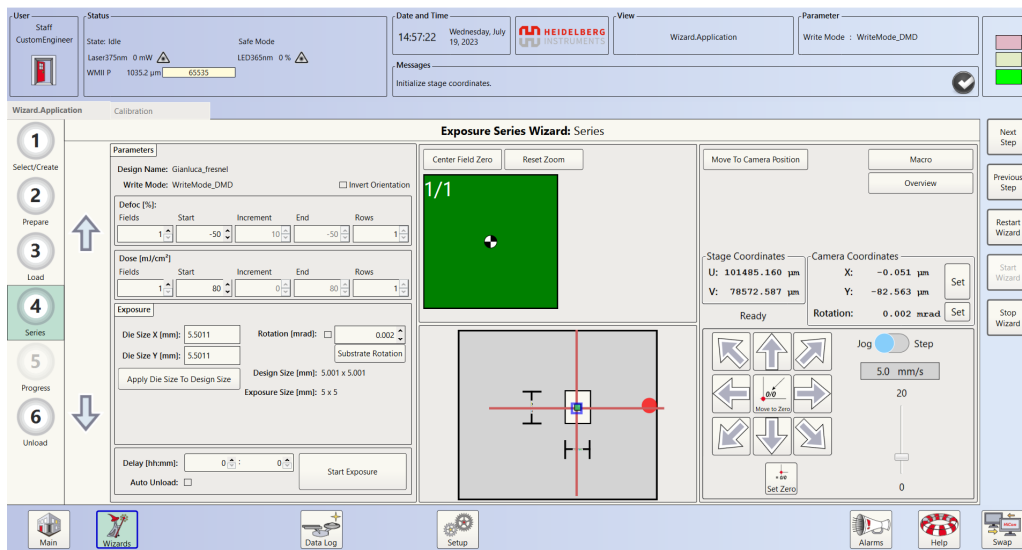 User
Staff
CustomEngineer
Status
State: Idle
Safe Mode
Laser375nm 0 mW
LED365nm 0 %
WMII P 1035.2 µm 65535
Date and Time
14:57:22
Wednesday, July
19, 2023
HEIDELBERG
INSTRUMENTS
View
Wizard.Application
Parameter
Write Mode : WriteMode_DMD
Messages
Initialize stage coordinates.
Wizard.Application
Calibration
Exposure Series Wizard: Series
1
Select/Create
2
Prepare
3
Load
4
Series
5
Progress
6
Unload
Parameters
Design Name: Gianluca_fresnel
Write Mode: WriteMode_DMD
Invert Orientation
Defoc [%]:
Fields Start Increment End Rows
1 -50 10 -50 1
Dose [mJ/cm²]
Fields Start Increment End Rows
1 80 0 80 1
Exposure
Die Size X [mm]: 5.5011
Rotation [mrad]: 0.002
Die Size Y [mm]: 5.5011
Substrate Rotation
Apply Die Size To Design Size
Design Size [mm]: 5.001 x 5.001
Exposure Size [mm]: 5 x 5
Delay [hh:mm]: 0 : 0
Auto Unload:
Start Exposure
Center Field Zero
Reset Zoom
1/1
Move To Camera Position
Macro
Overview
Stage Coordinates
U: 101485.160 µm
V: 78572.587 µm
Ready
Camera Coordinates
X: -0.051 µm
Y: -82.563 µm
Set
Rotation: 0.002 mrad
Set
0/0
Move to Zero
+ 0/0
Set Zero
Jog
Step
5.0 mm/s
20
0
Next
Step
Previous
Step
Restart
Wizard
Start
Wizard
Stop
Wizard
Main
Wizards
Data Log
Setup
Alarms
Help
Swap